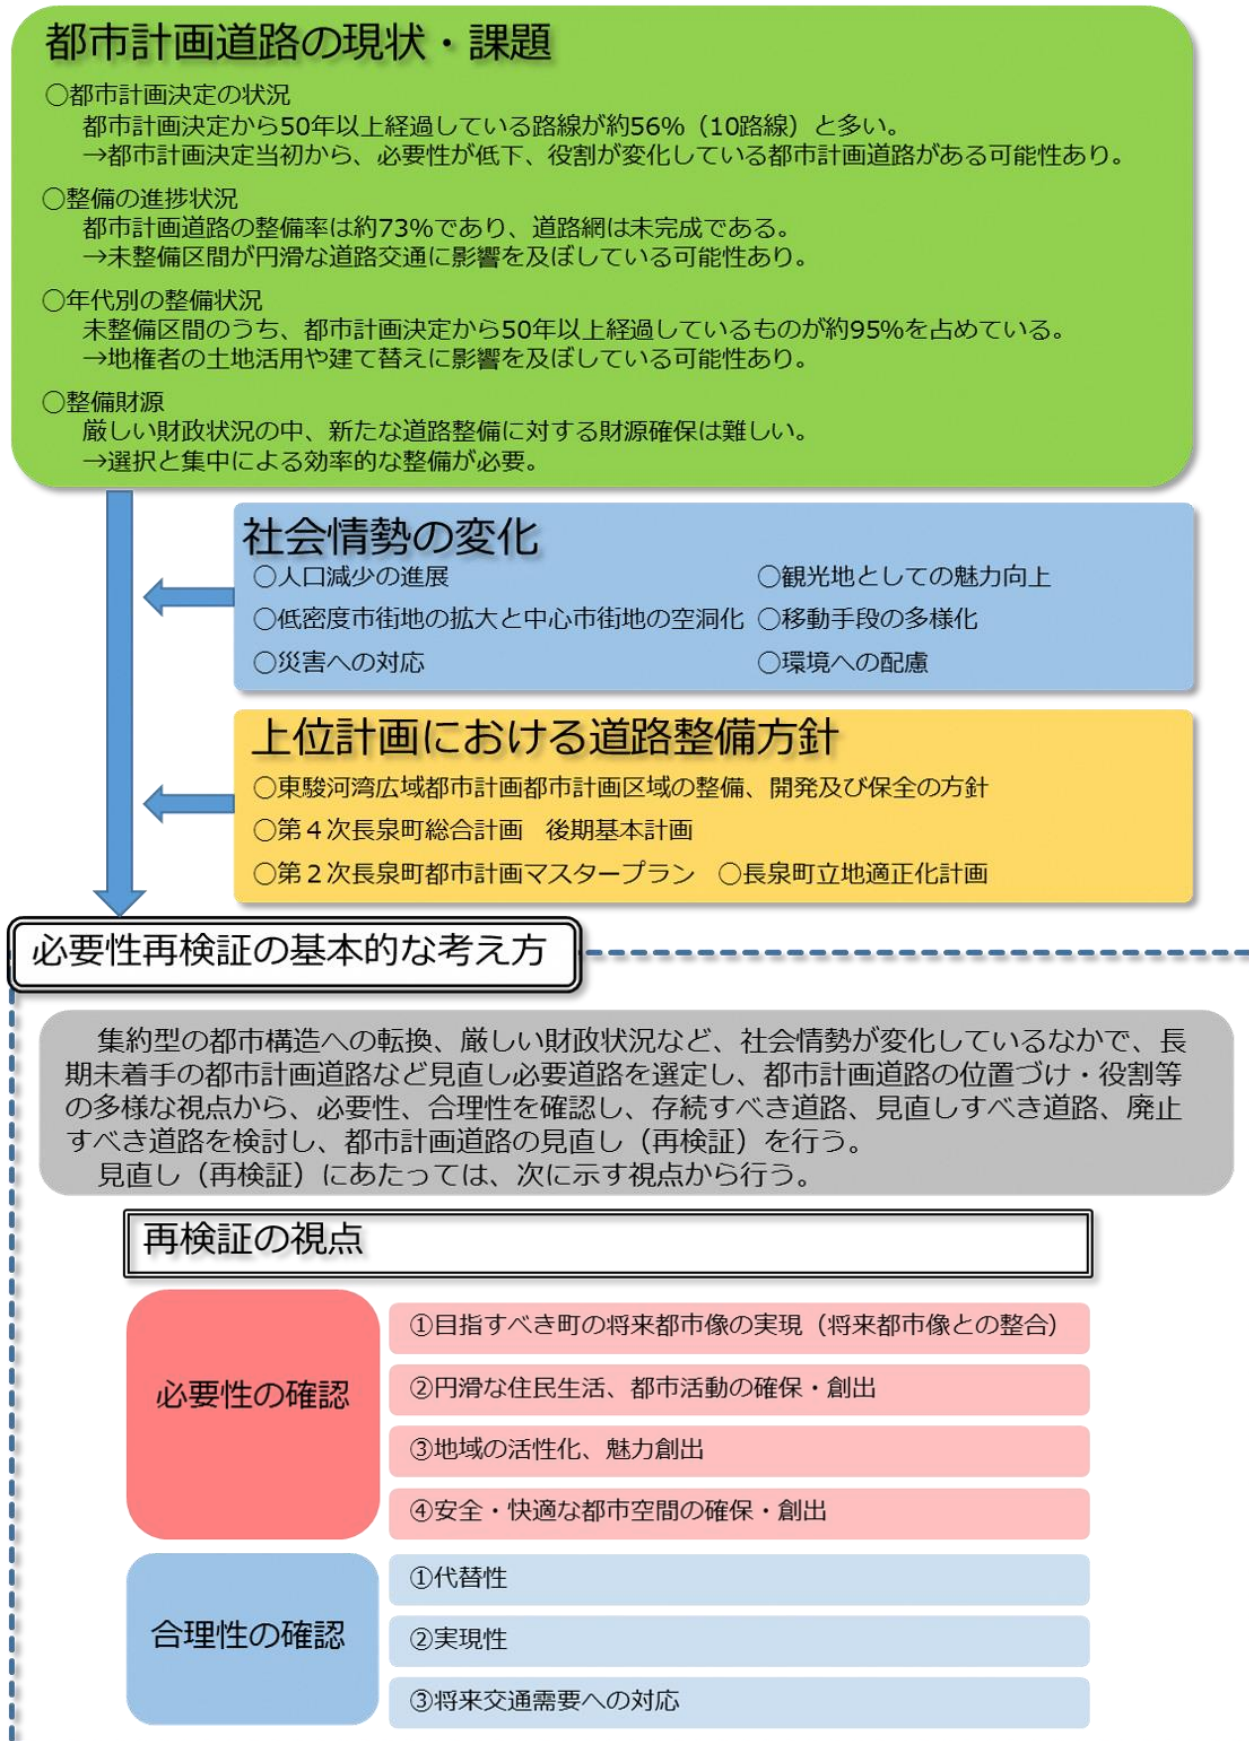 都市計画道路の現状・課題
○都市計画決定の状況
都市計画決定から50年以上経過している路線が約56%（10路線）と多い。
→都市計画決定当初から、必要性が低下、役割が変化している都市計画道路がある可能性あり。
○整備の進捗状況
都市計画道路の整備率は約73%であり、道路網は未完成である。
→未整備区間が円滑な道路交通に影響を及ぼしている可能性あり。
○年代別の整備状況
未整備区間のうち、都市計画決定から50年以上経過しているものが約95%を占めている。
→地権者の土地活用や建て替えに影響を及ぼしている可能性あり。
○整備財源
厳しい財政状況の中、新たな道路整備に対する財源確保は難しい。
→選択と集中による効率的な整備が必要。
社会情勢の変化
○人口減少の進展 ○観光地としての魅力向上
○低密度市街地の拡大と中心市街地の空洞化 ○移動手段の多様化
○災害への対応 ○環境への配慮
上位計画における道路整備方針
○東駿河湾広域都市計画都市計画区域の整備、開発及び保全の方針
○第４次長泉町総合計画　後期基本計画
○第２次長泉町都市計画マスタープラン ○長泉町立地適正化計画
必要性再検証の基本的な考え方
集約型の都市構造への転換、厳しい財政状況など、社会情勢が変化しているなかで、長
期未着手の都市計画道路など見直し必要道路を選定し、都市計画道路の位置づけ・役割等
の多様な視点から、必要性、合理性を確認し、存続すべき道路、見直しすべき道路、廃止
すべき道路を検討し、都市計画道路の見直し（再検証）を行う。
見直し（再検証）にあたっては、次に示す視点から行う。
再検証の視点
必要性の確認
①目指すべき町の将来都市像の実現（将来都市像との整合）
②円滑な住民生活、都市活動の確保・創出
③地域の活性化、魅力創出
④安全・快適な都市空間の確保・創出
合理性の確認
①代替性
②実現性
③将来交通需要への対応